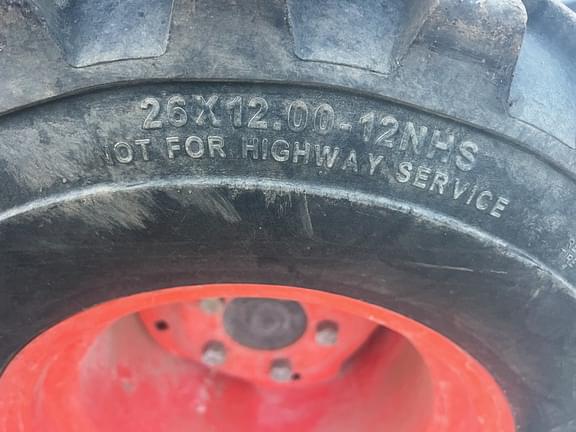 26X12.00-12NHS
NOT FOR HIGHWAY SERVICE